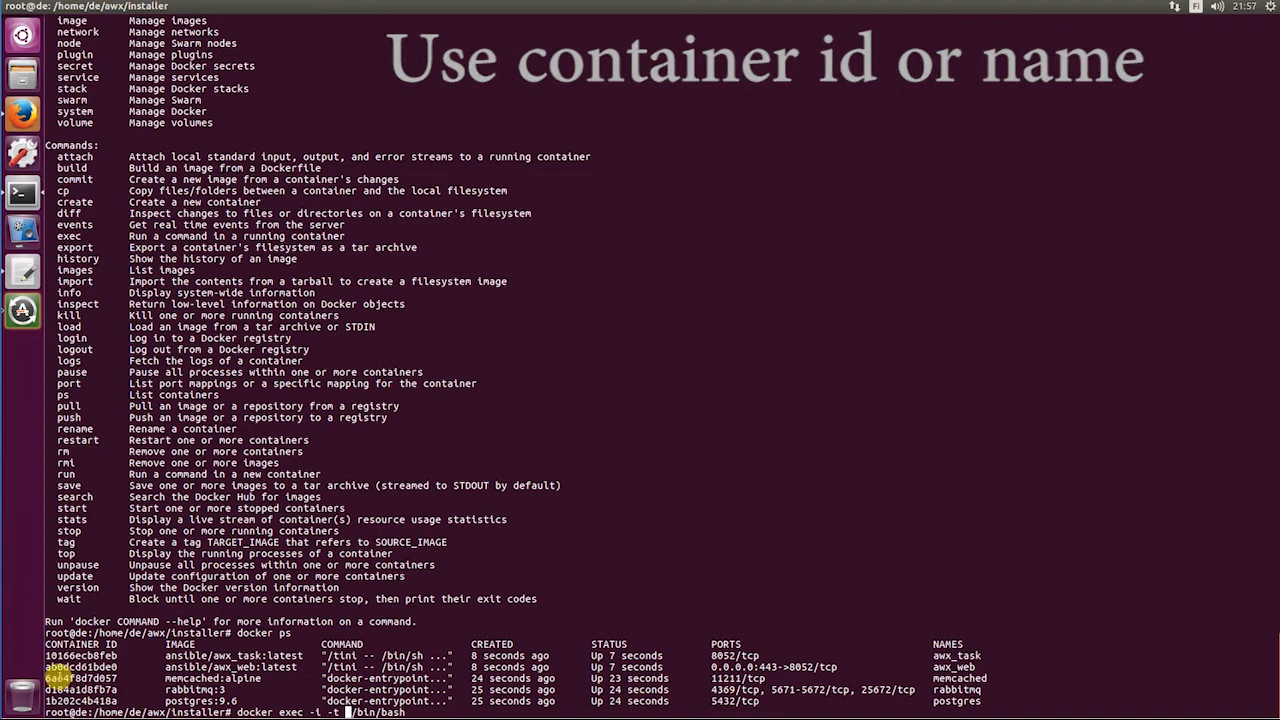 root@de: /home/de/awx/installer
Fi
21:57
Use container id or name
image Manage images
network Manage networks
node Manage Swarm nodes
plugin Manage plugins
secret Manage Docker secrets
service Manage services
stack Manage Docker stacks
swarm Manage Swarm
system Manage Docker
volume Manage volumes
Commands:
attach Attach local standard input, output, and error streams to a running container
build Build an image from a Dockerfile
commit Create a new image from a container's changes
cp Copy files/folders between a container and the local filesystem
create Create a new container
diff Inspect changes to files or directories on a container's filesystem
events Get real time events from the server
exec Run a command in a running container
export Export a container's filesystem as a tar archive
history Show the history of an image
images List images
import Import the contents from a tarball to create a filesystem image
info Display system-wide information
inspect Return low-level information on Docker objects
kill Kill one or more running containers
load Load an image from a tar archive or STDIN
login Log in to a Docker registry
logout Log out from a Docker registry
logs Fetch the logs of a container
pause Pause all processes within one or more containers
port List port mappings or a specific mapping for the container
ps List containers
pull Pull an image or a repository from a registry
push Push an image or a repository to a registry
rename Rename a container
restart Restart one or more containers
rm Remove one or more containers
rmi Remove one or more images
run Run a command in a new container
save Save one or more images to a tar archive (streamed to STDOUT by default)
search Search the Docker Hub for images
start Start one or more stopped containers
stats Display a live stream of container(s) resource usage statistics
stop Stop one or more running containers
tag Create a tag TARGET_IMAGE that refers to SOURCE_IMAGE
top Display the running processes of a container
unpause Unpause all processes within one or more containers
update Update configuration of one or more containers
version Show the Docker version information
wait Block until one or more containers stop, then print their exit codes
Run 'docker COMMAND --help' for more information on a command.
root@de:/home/de/awx/installer# docker ps
CONTAINER ID IMAGE COMMAND CREATED STATUS PORTS NAMES
10166ecb8feb ansible/awx_task:latest "/tini -- /bin/sh ..." 8 seconds ago Up 7 seconds 8052/tcp awx_task
ab0dcd61bde0 ansible/awx_web:latest "/tini -- /bin/sh ..." 8 seconds ago Up 7 seconds 0.0.0.0:443->8052/tcp awx_web
6a64f8d7d057 memcached:alpine "docker-entrypoint..." 24 seconds ago Up 23 seconds 11211/tcp memcached
d184a1d8fb7a rabbitmq:3 "docker-entrypoint..." 25 seconds ago Up 24 seconds 4369/tcp, 5671-5672/tcp, 25672/tcp rabbitmq
1b202c4b418a postgres:9.6 "docker-entrypoint..." 25 seconds ago Up 24 seconds 5432/tcp postgres
root@de:/home/de/awx/installer# docker exec -i -t /bin/bash